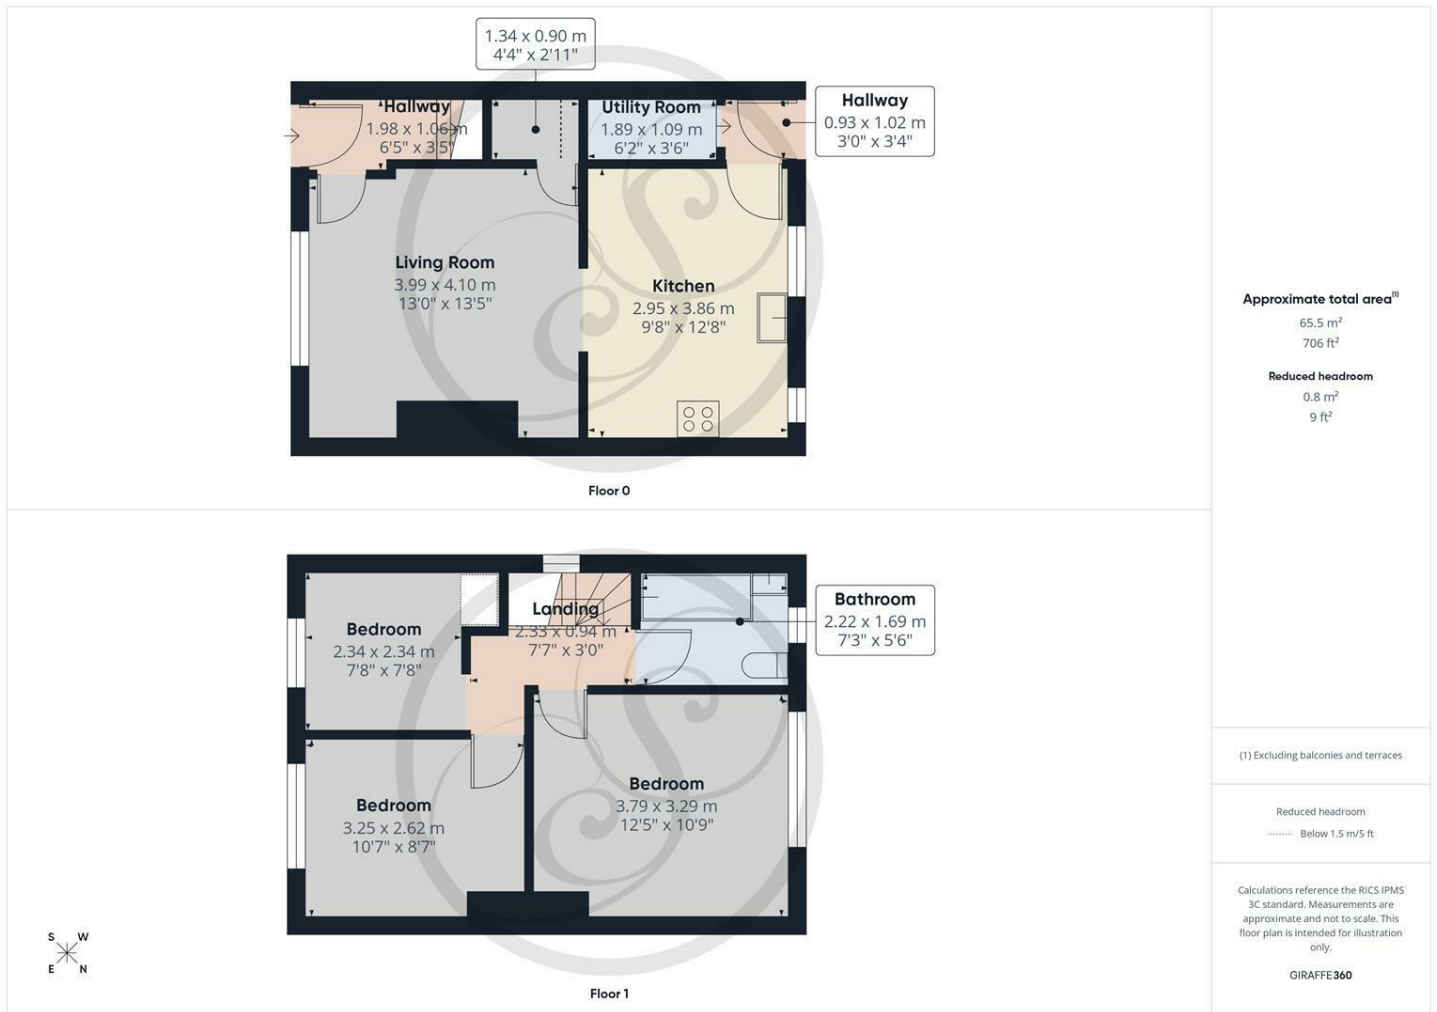 1.34 x 0.90 m
4'4" x 2'11"
Hallway
1.98 x 1.06 m
6'5" x 3'5"
Utility Room
1.89 x 1.09 m
6'2" x 3'6"
Hallway
0.93 x 1.02 m
3'0" x 3'4"
Living Room
3.99 x 4.10 m
13'0" x 13'5"
Kitchen
2.95 x 3.86 m
9'8" x 12'8"
Floor 0
Landing
2.33 x 0.94 m
7'7" x 3'0"
Bathroom
2.22 x 1.69 m
7'3" x 5'6"
Bedroom
2.34 x 2.34 m
7'8" x 7'8"
Bedroom
3.25 x 2.62 m
10'7" x 8'7"
Bedroom
3.79 x 3.29 m
12'5" x 10'9"
Floor 1
S W
E N
Approximate total area(1)
65.5 m²
706 ft²
Reduced headroom
0.8 m²
9 ft²
(1) Excluding balconies and terraces
Reduced headroom
Below 1.5 m/5 ft
Calculations reference the RICS IPMS
3C standard. Measurements are
approximate and not to scale. This
floor plan is intended for illustration
only.
GIRAFFE360